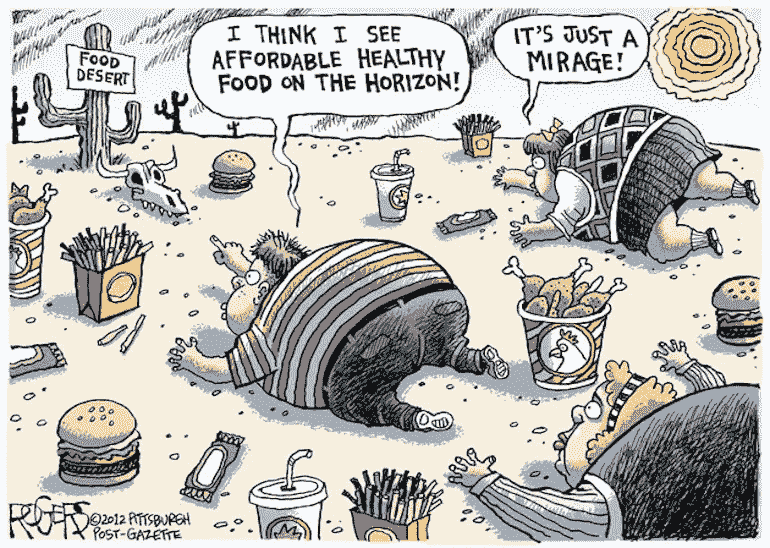 FOOD
DESERT
I THINK I SEE
AFFORDABLE HEALTHY
FOOD ON THE HORIZON!
IT'S JUST A
MIRAGE!
ROGERS ©2012 PITTSBURGH
POST-GAZETTE